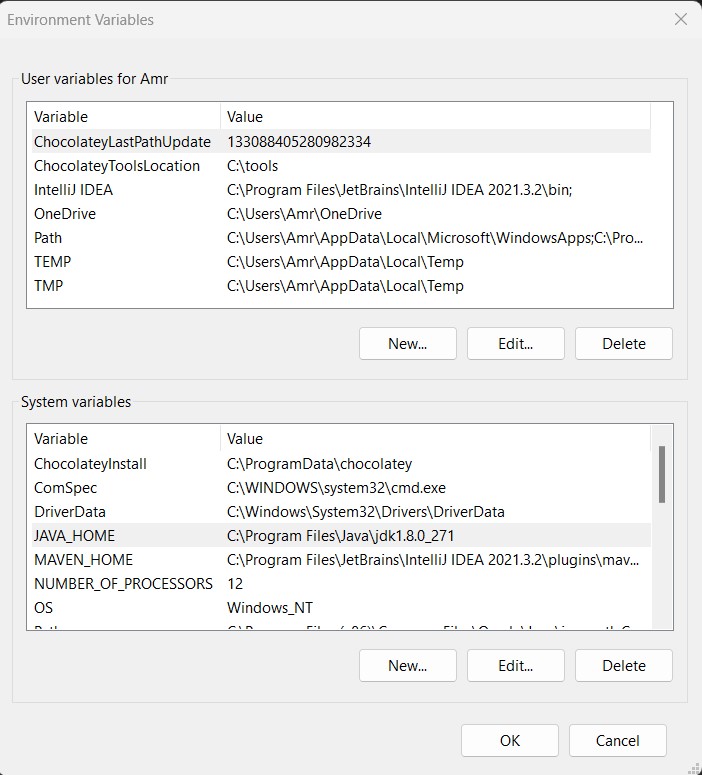 Environment Variables
User variables for Amr
Variable Value
ChocolateyLastPathUpdate 133088405280982334
ChocolateyToolsLocation C:\tools
IntelliJ IDEA C:\Program Files\JetBrains\IntelliJ IDEA 2021.3.2\bin;
OneDrive C:\Users\Amr\OneDrive
Path C:\Users\Amr\AppData\Local\Microsoft\WindowsApps;C:\Pro...
TEMP C:\Users\Amr\AppData\Local\Temp
TMP C:\Users\Amr\AppData\Local\Temp
New... Edit... Delete
System variables
Variable Value
ChocolateyInstall C:\ProgramData\chocolatey
ComSpec C:\WINDOWS\system32\cmd.exe
DriverData C:\Windows\System32\Drivers\DriverData
JAVA_HOME C:\Program Files\Java\jdk1.8.0_271
MAVEN_HOME C:\Program Files\JetBrains\IntelliJ IDEA 2021.3.2\plugins\mav...
NUMBER_OF_PROCESSORS 12
OS Windows_NT
New... Edit... Delete
OK Cancel